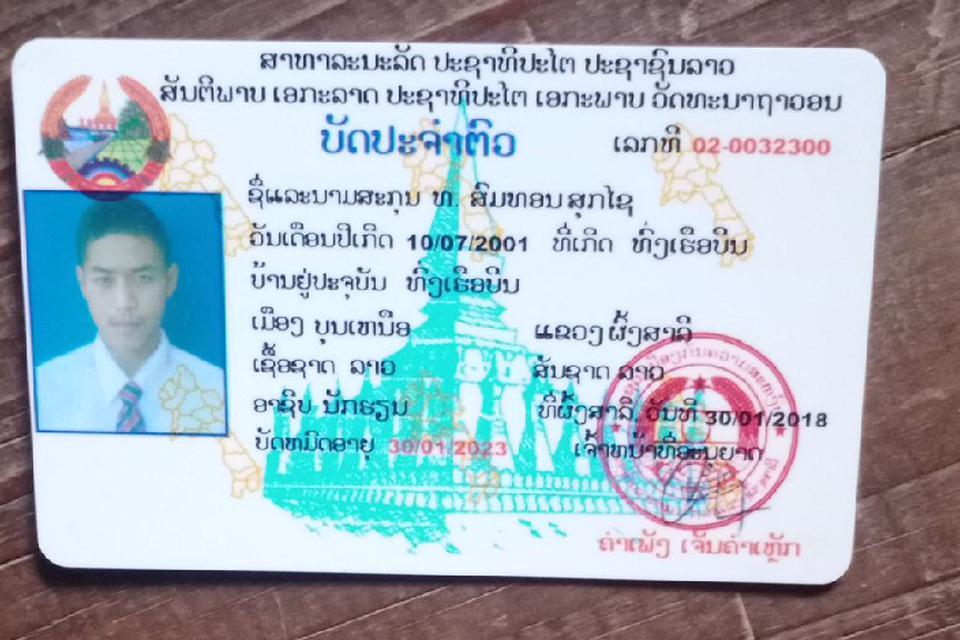 ສາທາລະນະລັດ ປະຊາທິປະໄຕ ປະຊາຊົນລາວ
ສັນຕິພາບ ເອກະລາດ ປະຊາທິປະໄຕ ເອກະພາບ ວັດທະນາຖາວອນ
ບັດປະຈຳຕົວ ເລກທີ 02-0032300
ຊື່ແລະນາມສະກຸນ ທ. ສົມທອນ ສຸກໄຊ
ວັນເດືອນປີເກີດ 10/07/2001 ທີ່ເກີດ ທົ່ງເຮືອບິນ
ບ້ານຢູ່ປະຈຸບັນ ທົ່ງເຮືອບິນ
ເມືອງ ບຸນເຫນືອ ແຂວງ ຜົ້ງສາລີ
ເຊື້ອຊາດ ລາວ ສັນຊາດ ລາວ
ອາຊີບ ນັກຮຽນ ທີ່ຜົ້ງສາລີ ວັນທີ 30/01/2018
ບັດຫມົດອາຍຸ 30/01/2023 ເຈົ້າຫນ້າທີ່ອະນຸຍາດ
ຄຳເພັງ ເຈັນຄຳເຫຼັກ